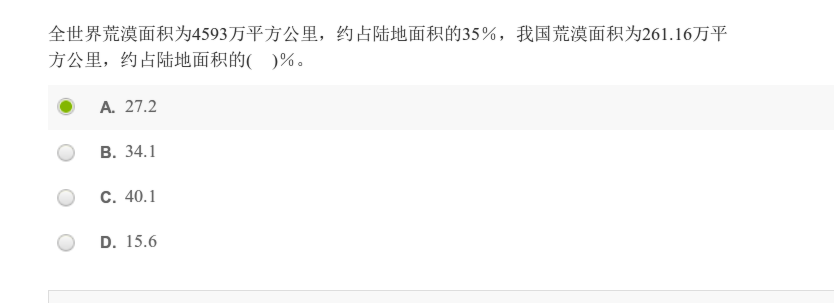 全世界荒漠面积为4593万平方公里，约占陆地面积的35%，我国荒漠面积为261.16万平
方公里，约占陆地面积的( )%。
A. 27.2
B. 34.1
C. 40.1
D. 15.6